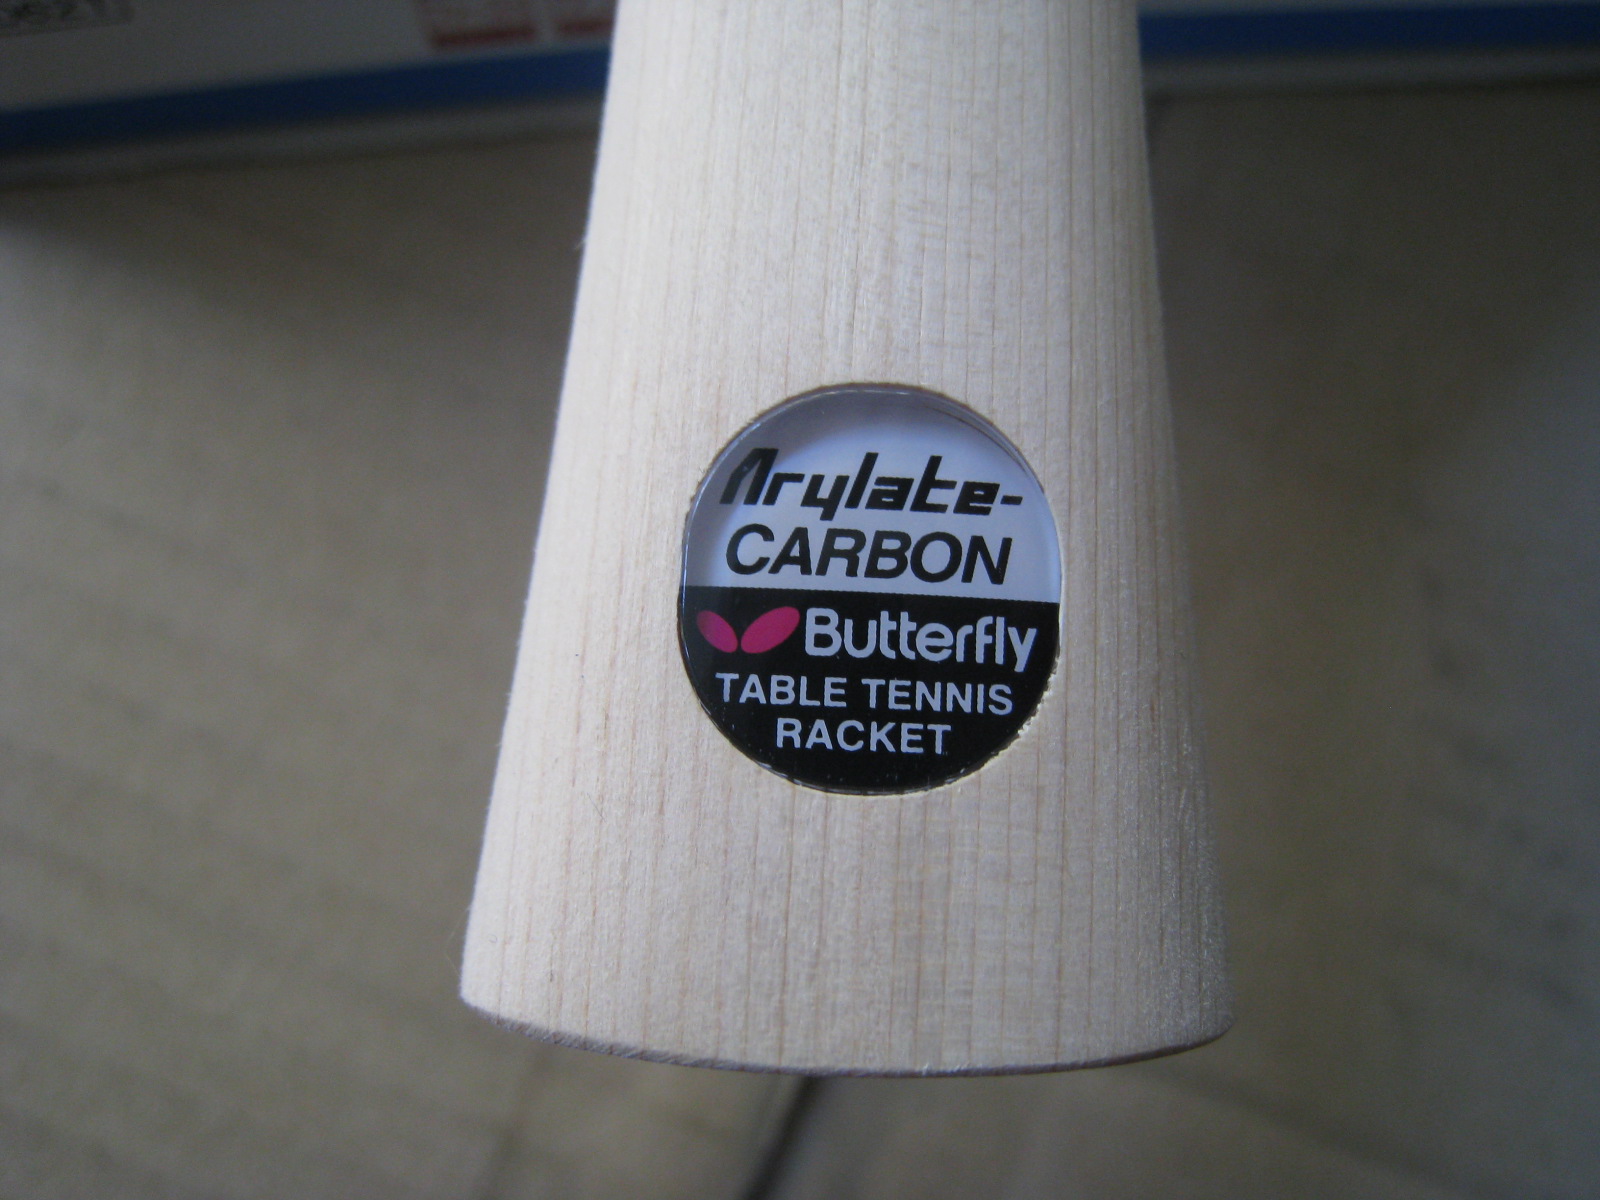 Arylate-
CARBON
Butterfly
TABLE TENNIS
RACKET